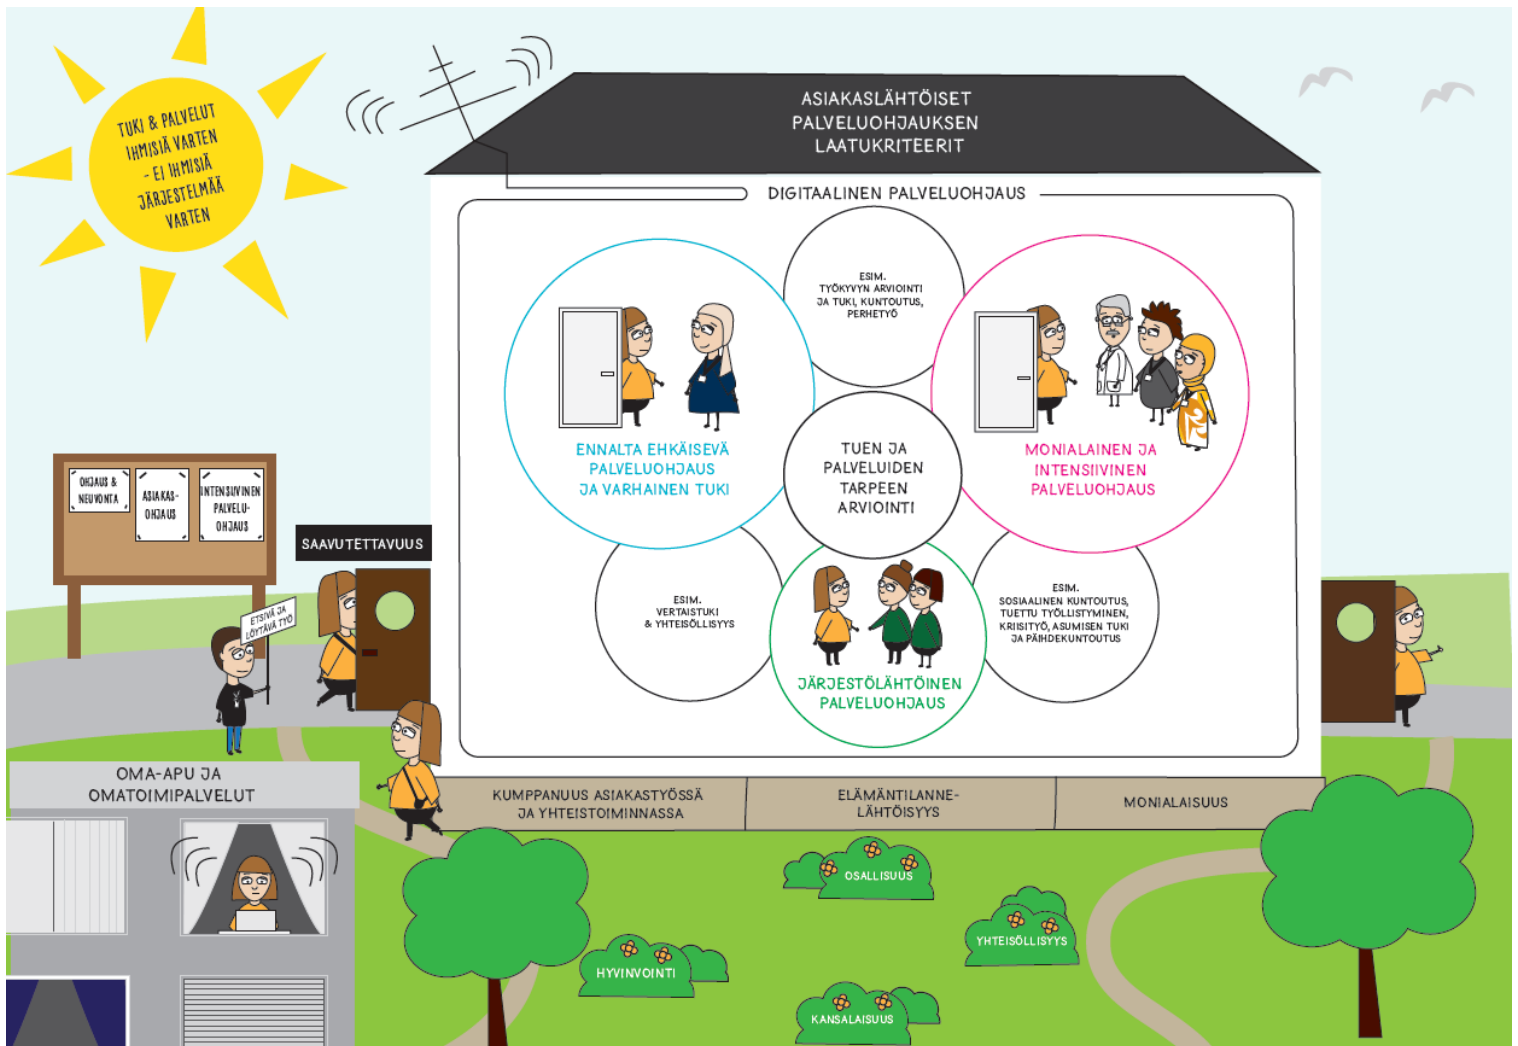 TUKI & PALVELUT
IHMISIÄ VARTEN
- EI IHMISIÄ
JÄRJESTELMÄÄ
VARTEN
ASIAKASLÄHTÖISET
PALVELUOHJAUKSEN
LAATUKRITEERIT
DIGITAALINEN PALVELUOHJAUS
ESIM.
TYÖKYVYN ARVIOINTI
JA TUKI, KUNTOUTUS,
PERHETYÖ
ENNALTA EHKÄISEVÄ
PALVELUOHJAUS
JA VARHAINEN TUKI
TUEN JA
PALVELUIDEN
TARPEEN
ARVIOINTI
MONIALAINEN JA
INTENSIIVINEN
PALVELUOHJAUS
OHJAUS &
NEUVONTA
ASIAKAS-
OHJAUS
INTENSIIVINEN
PALVELU-
OHJAUS
SAAVUTETTAVUUS
ETSIVÄ JA
LÖYTÄVÄ TYÖ
ESIM.
VERTAISTUKI
& YHTEISÖLLISYYS
ESIM.
SOSIAALINEN KUNTOUTUS,
TUETTU TYÖLLISTYMINEN,
KRIISITYÖ, ASUMISEN TUKI
JA PÄIHDEKUNTOUTUS
JÄRJESTÖLÄHTÖINEN
PALVELUOHJAUS
OMA-APU JA
OMATOIMIPALVELUT
KUMPPANUUS ASIAKASTYÖSSÄ
JA YHTEISTOIMINNASSA
ELÄMÄNTILANNE-
LÄHTÖISYYS
MONIALAISUUS
OSALLISUUS
YHTEISÖLLISYYS
HYVINVOINTI
KANSALAISUUS